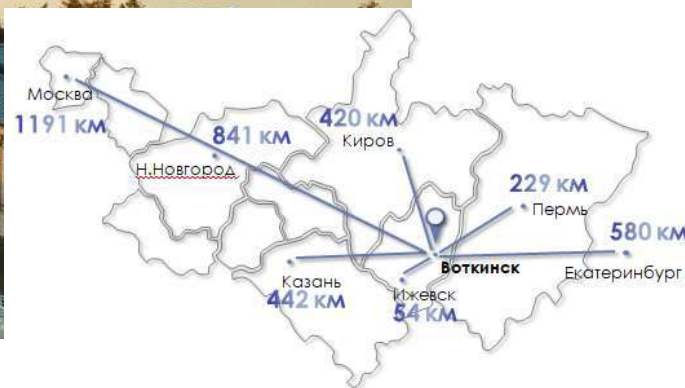 Москва
1191 км
841 км
Н.Новгород
420 км
Киров
229 км
Пермь
580 км
Екатеринбург
Воткинск
Казань
442 км
Ижевск
54 км